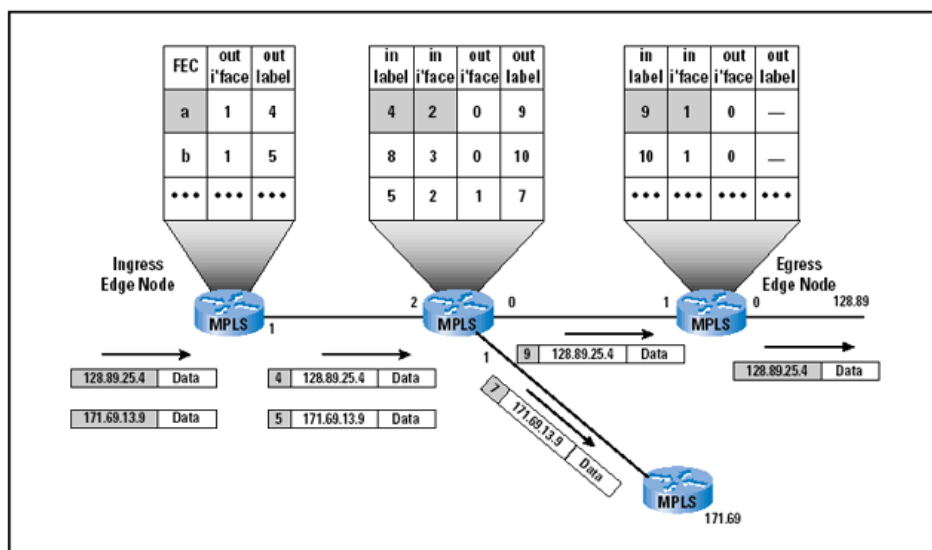 FEC out i'face out label
a 1 4
b 1 5
••• ••• •••
in label in i'face out i'face out label
4 2 0 9
8 3 0 10
5 2 1 7
in label in i'face out i'face out label
9 1 0 —
10 1 0 —
••• ••• ••• •••
Ingress
Edge Node
Egress
Edge Node
MPLS
1
2
MPLS
0
1
1
MPLS
0
128.89
128.89.25.4 Data
171.69.13.9 Data
4 128.89.25.4 Data
5 171.69.13.9 Data
9 128.89.25.4 Data
7 171.69.13.9 Data
128.89.25.4 Data
MPLS
171.69